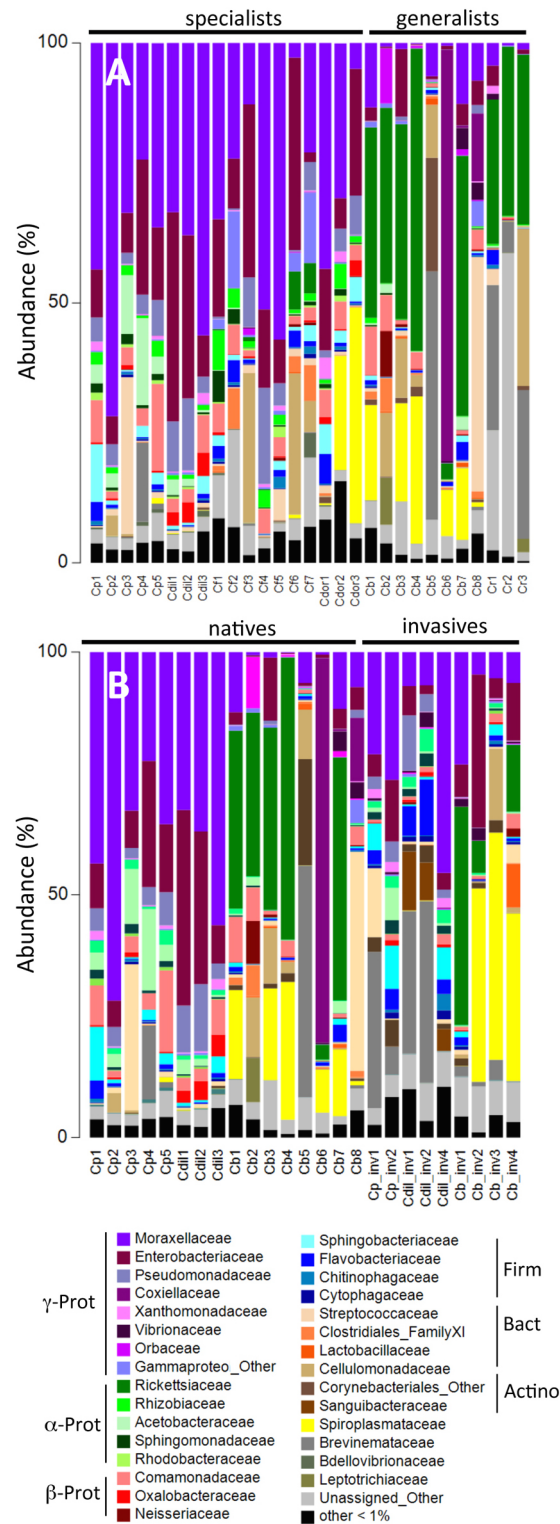 specialists generalists
100
A
Abundance (%)
50
0
Cp1 Cp2 Cp3 Cp4 Cp5 Cdil1 Cdil2 Cdil3 Cf1 Cf2 Cf3 Cf4 Cf5 Cf6 Cf7 Cdor1 Cdor2 Cdor3 Cb1 Cb2 Cb3 Cb4 Cb5 Cb6 Cb7 Cb8 Cr1 Cr2 Cr3
natives invasives
100
B
Abundance (%)
50
0
Cp1 Cp2 Cp3 Cp4 Cp5 Cdil1 Cdil2 Cdil3 Cb1 Cb2 Cb3 Cb4 Cb5 Cb6 Cb7 Cb8 Cp_inv1 Cp_inv2 Cdil_inv1 Cdil_inv2 Cdil_inv4 Cb_inv1 Cb_inv2 Cb_inv3 Cb_inv4
γ-Prot
Moraxellaceae
Enterobacteriaceae
Pseudomonadaceae
Coxiellaceae
Xanthomonadaceae
Vibrionaceae
Orbaceae
Gammaproteo_Other
α-Prot
Rickettsiaceae
Rhizobiaceae
Acetobacteraceae
Sphingomonadaceae
Rhodobacteraceae
β-Prot
Comamonadaceae
Oxalobacteraceae
Neisseriaceae
Sphingobacteriaceae
Flavobacteriaceae
Chitinophagaceae
Cytophagaceae
Firm
Streptococcaceae
Clostridiales_FamilyXI
Lactobacillaceae
Bact
Cellulomonadaceae
Corynebacteriales_Other
Sanguibacteraceae
Actino
Spiroplasmataceae
Brevinemataceae
Bdellovibrionaceae
Leptotrichiaceae
Unassigned_Other
other < 1%